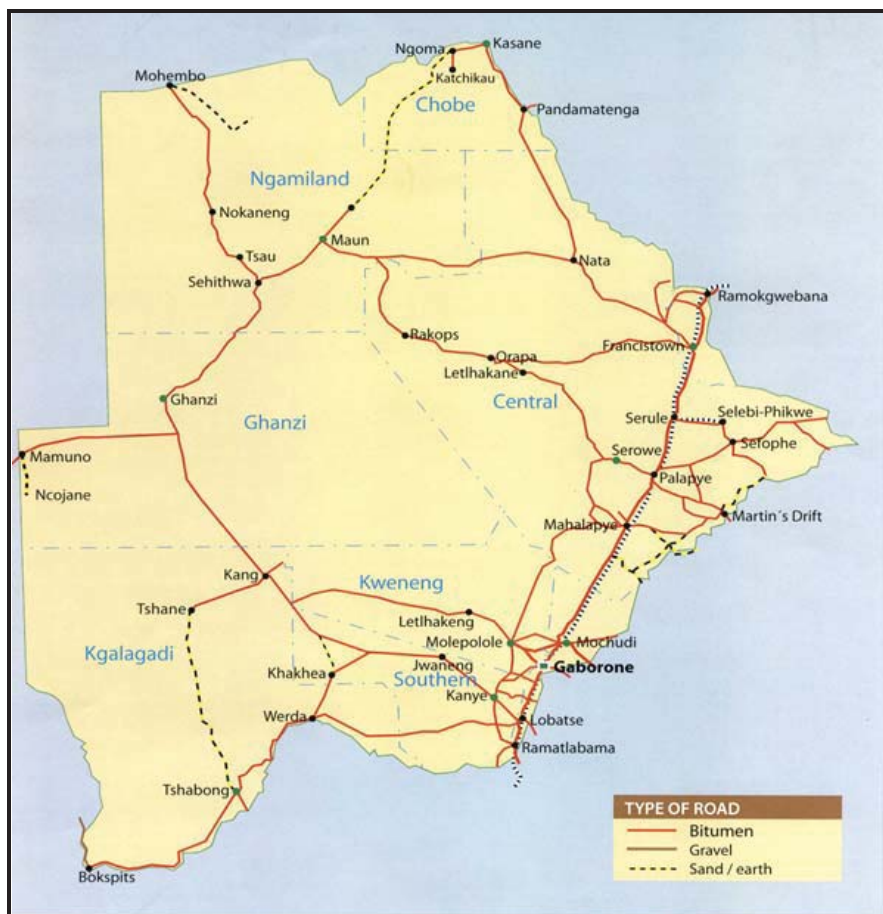 Kasane
Ngoma
Katchikau
Mohembo
Chobe
Pandamatenga
Ngamiland
Nokaneng
Maun
Tsau
Nata
Sehithwa
Ramokgwebana
Rakops
Orapa
Francistown
Letlhakane
Ghanzi
Central
Ghanzi
Serule
Selebi-Phikwe
Sefophe
Serowe
Mamuno
Palapye
Ncojane
Mahalapye
Martin´s Drift
Kang
Kweneng
Tshane
Letlhakeng
Molepolole
Mochudi
Kgalagadi
Jwaneng
Gaborone
Khakhea
Southern
Kanye
Werda
Lobatse
Ramatlabama
Tshabong
Bokspits
TYPE OF ROAD
Bitumen
Gravel
Sand / earth